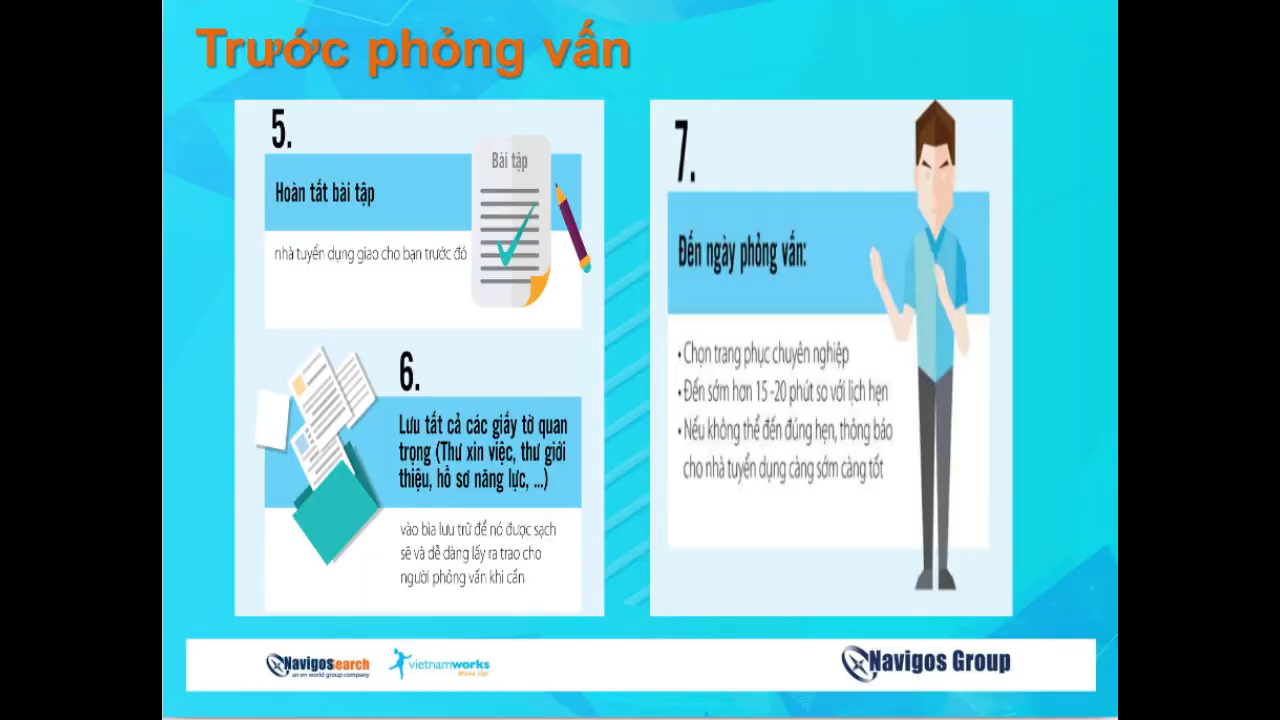 Trước phỏng vấn
5.
Bài tập
Hoàn tất bài tập
nhà tuyển dụng giao cho bạn trước đó
6.
Lưu tất cả các giấy tờ quan
trọng (Thư xin việc, thư giới
thiệu, hồ sơ năng lực, ...)
vào bìa lưu trữ để nó được sạch
sẽ và dễ dàng lấy ra trao cho
người phỏng vấn khi cần
7.
Đến ngày phỏng vấn:
• Chọn trang phục chuyên nghiệp
• Đến sớm hơn 15 -20 phút so với lịch hẹn
• Nếu không thể đến đúng hẹn, thông báo
cho nhà tuyển dụng càng sớm càng tốt
NavigosSearch
an en world group company
vietnamworks
Move Up!
Navigos Group